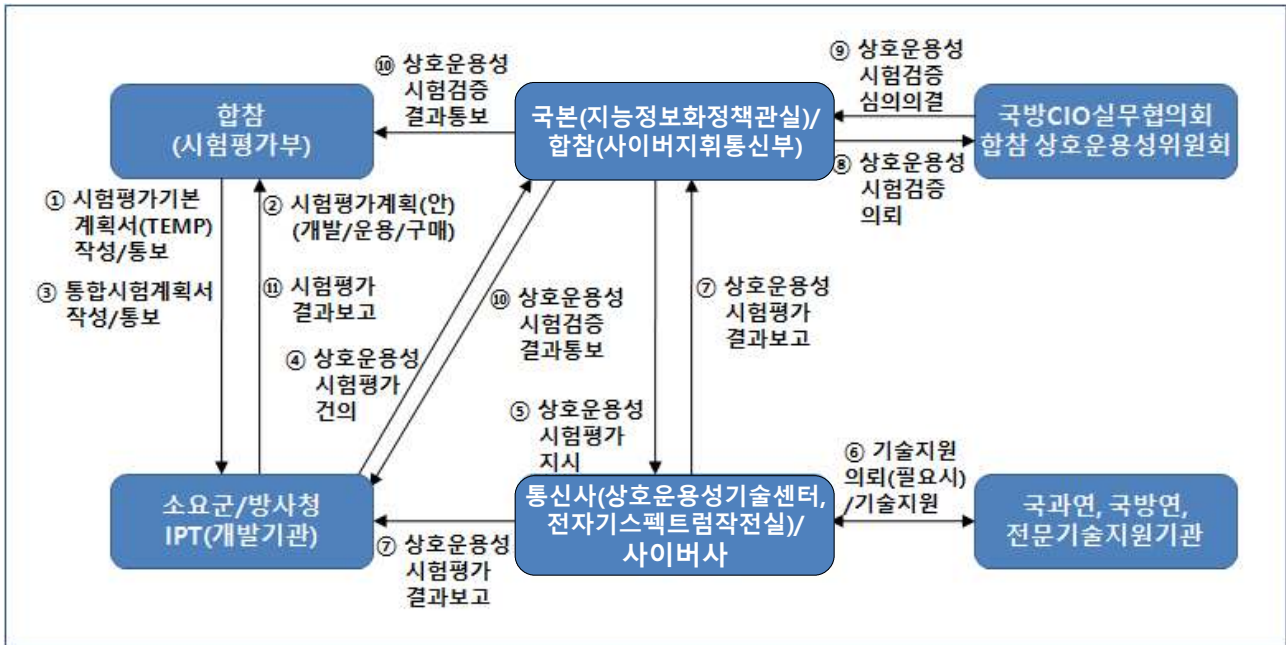 ⑩ 상호운용성
시험검증
결과통보
⑨ 상호운용성
시험검증
심의의결
합참
(시험평가부)
국본(지능정보화정책관실)/
합참(사이버지휘통신부)
국방CIO실무협의회
합참 상호운용성위원회
① 시험평가기본
계획서(TEMP)
작성/통보
② 시험평가계획(안)
(개발/운용/구매)
⑧ 상호운용성
시험검증
의뢰
③ 통합시험계획서
작성/통보
⑪ 시험평가
결과보고
⑩ 상호운용성
시험검증
결과통보
⑦ 상호운용성
시험평가
결과보고
④ 상호운용성
시험평가
건의
⑤ 상호운용성
시험평가
지시
⑥ 기술지원
의뢰(필요시)
/기술지원
소요군/방사청
IPT(개발기관)
통신사(상호운용성기술센터,
전자기스펙트럼작전실)/
사이버사
국과연, 국방연,
전문기술지원기관
⑦ 상호운용성
시험평가
결과보고